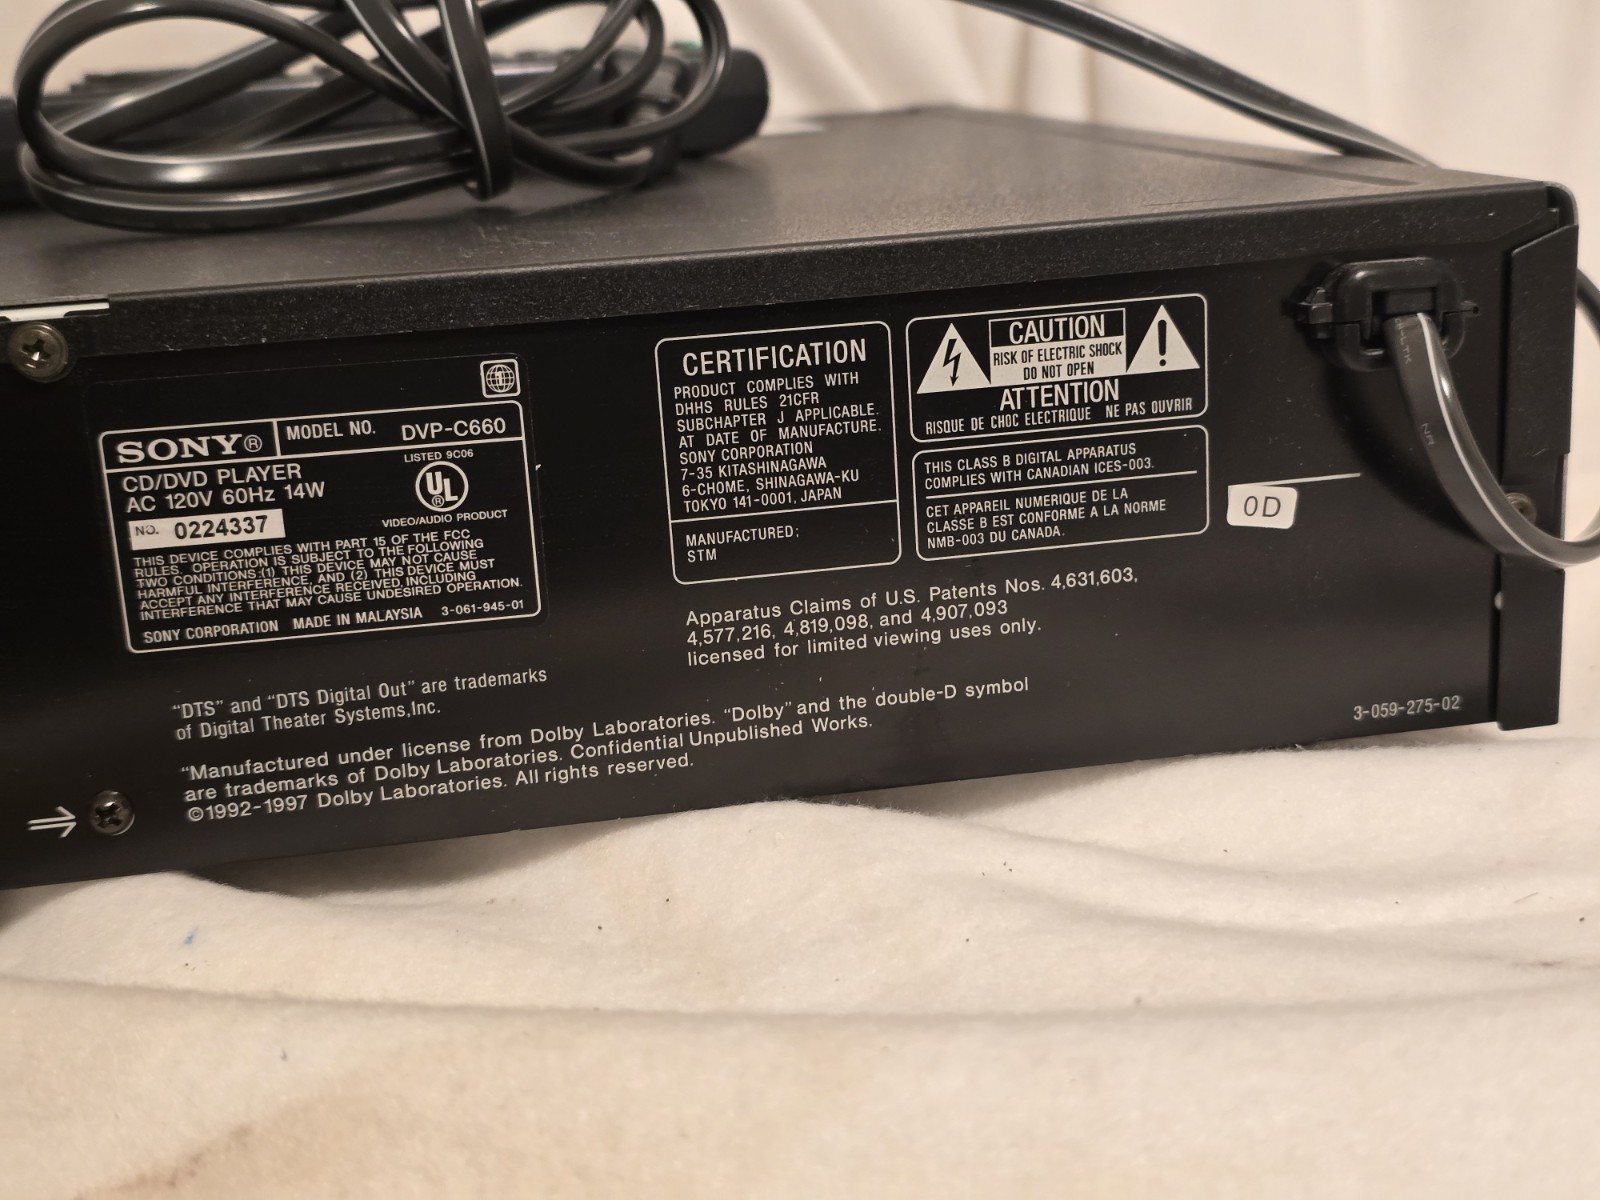 SONY®
MODEL NO. DVP-C660
CD/DVD PLAYER
AC 120V 60Hz 14W
LISTED 9C06
UL
®
VIDEO/AUDIO PRODUCT
NO. 0224337
THIS DEVICE COMPLIES WITH PART 15 OF THE FCC
RULES. OPERATION IS SUBJECT TO THE FOLLOWING
TWO CONDITIONS:(1) THIS DEVICE MAY NOT CAUSE
HARMFUL INTERFERENCE, AND (2) THIS DEVICE MUST
ACCEPT ANY INTERFERENCE RECEIVED,INCLUDING
INTERFERENCE THAT MAY CAUSE UNDESIRED OPERATION.
SONY CORPORATION MADE IN MALAYSIA 3-061-945-01
CERTIFICATION
PRODUCT COMPLIES WITH
DHHS RULES 21CFR
SUBCHAPTER J APPLICABLE.
AT DATE OF MANUFACTURE.
SONY CORPORATION
7-35 KITASHINAGAWA
6-CHOME, SHINAGAWA-KU
TOKYO 141-0001, JAPAN
MANUFACTURED:
STM
CAUTION
RISK OF ELECTRIC SHOCK
DO NOT OPEN
ATTENTION
RISQUE DE CHOC ELECTRIQUE NE PAS OUVRIR
THIS CLASS B DIGITAL APPARATUS
COMPLIES WITH CANADIAN ICES-003.
CET APPAREIL NUMERIQUE DE LA
CLASSE B EST CONFORME A LA NORME
NMB-003 DU CANADA.
0D
Apparatus Claims of U.S. Patents Nos. 4,631,603,
4,577,216, 4,819,098, and 4,907,093
licensed for limited viewing uses only.
"DTS" and "DTS Digital Out" are trademarks
of Digital Theater Systems,Inc.
"Manufactured under license from Dolby Laboratories. "Dolby" and the double-D symbol
are trademarks of Dolby Laboratories. Confidential Unpublished Works.
©1992-1997 Dolby Laboratories. All rights reserved.
3-059-275-02